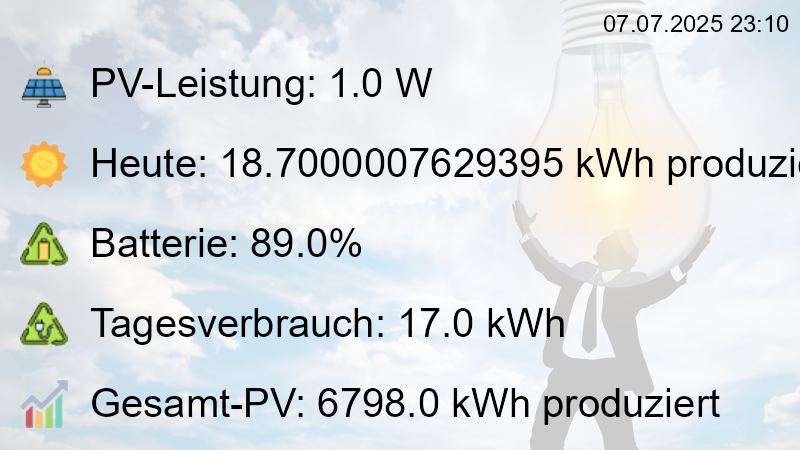 07.07.2025 23:10
PV-Leistung: 1.0 W
Heute: 18.7000007629395 kWh produzie
Batterie: 89.0%
Tagesverbrauch: 17.0 kWh
Gesamt-PV: 6798.0 kWh produziert